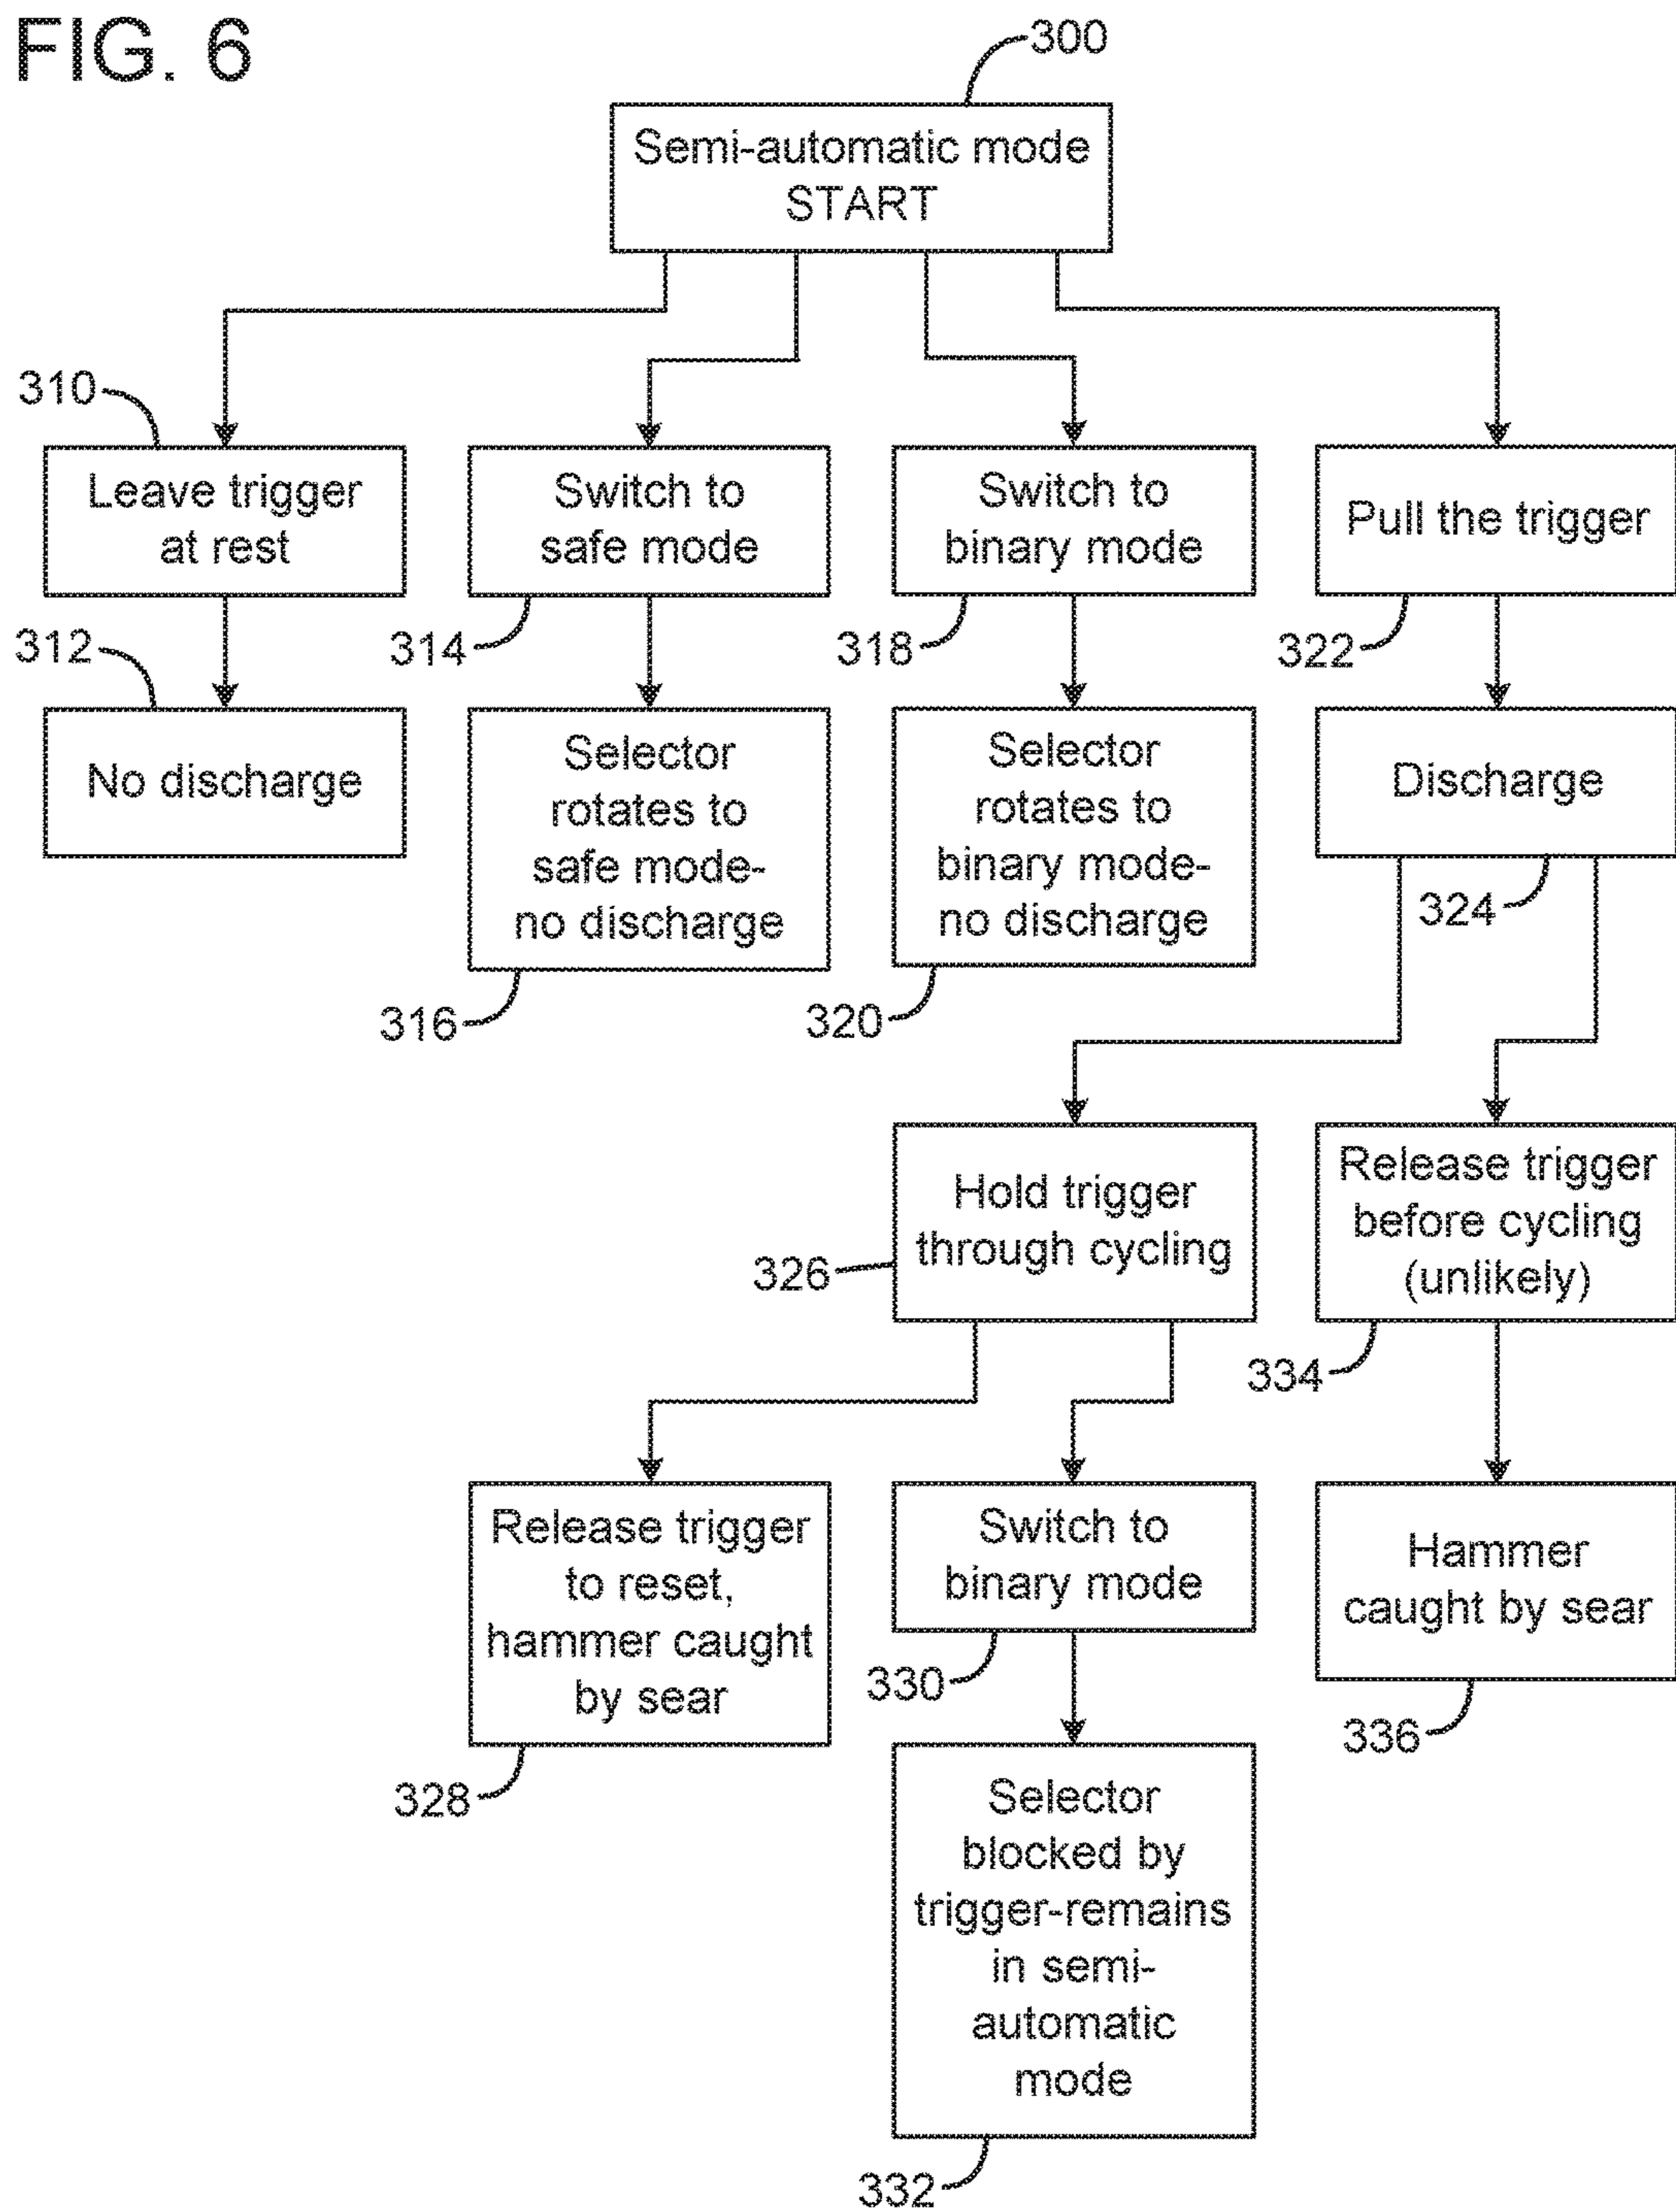 FIG. 6
300
Semi-automatic mode
START
310
Leave trigger
at rest
Switch to
safe mode
Switch to
binary mode
Pull the trigger
312
314
318
322
No discharge
Selector
rotates to
safe mode-
no discharge
Selector
rotates to
binary mode-
no discharge
Discharge
324
316
320
Hold trigger
through cycling
326
Release trigger
before cycling
(unlikely)
334
Release trigger
to reset,
hammer caught
by sear
328
Switch to
binary mode
330
Hammer
caught by sear
336
Selector
blocked by
trigger-remains
in semi-
automatic
mode
332